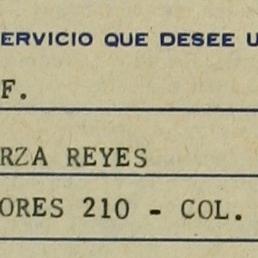 ERVICIO QUE DESEE U
F.
RZA REYES
ORES 210 - COL.